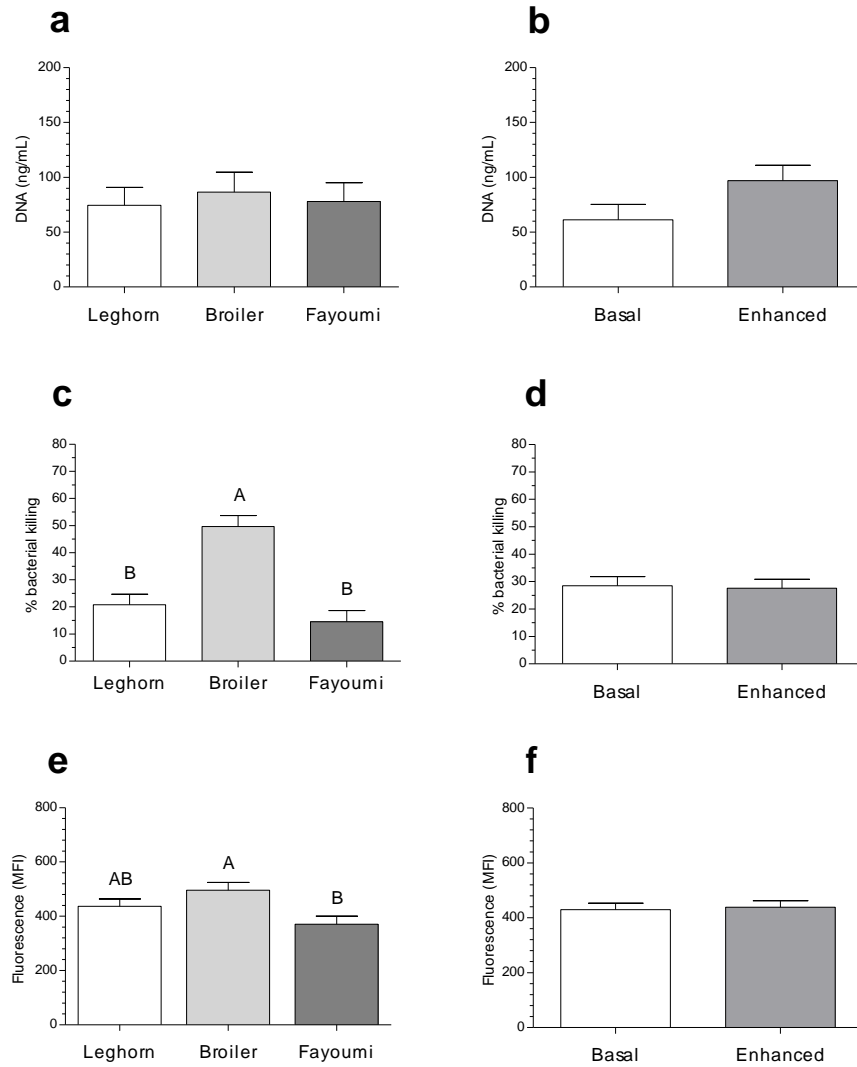 a
200
150
100
50
0
DNA (ng/mL)
Leghorn Broiler Fayoumi
b
200
150
100
50
0
DNA (ng/mL)
Basal Enhanced
c
80
70
60
50
40
30
20
10
0
% bacterial killing
B A B
Leghorn Broiler Fayoumi
d
80
70
60
50
40
30
20
10
0
% bacterial killing
Basal Enhanced
e
800
600
400
200
0
Fluorescence (MFI)
AB A B
Leghorn Broiler Fayoumi
f
800
600
400
200
0
Fluorescence (MFI)
Basal Enhanced